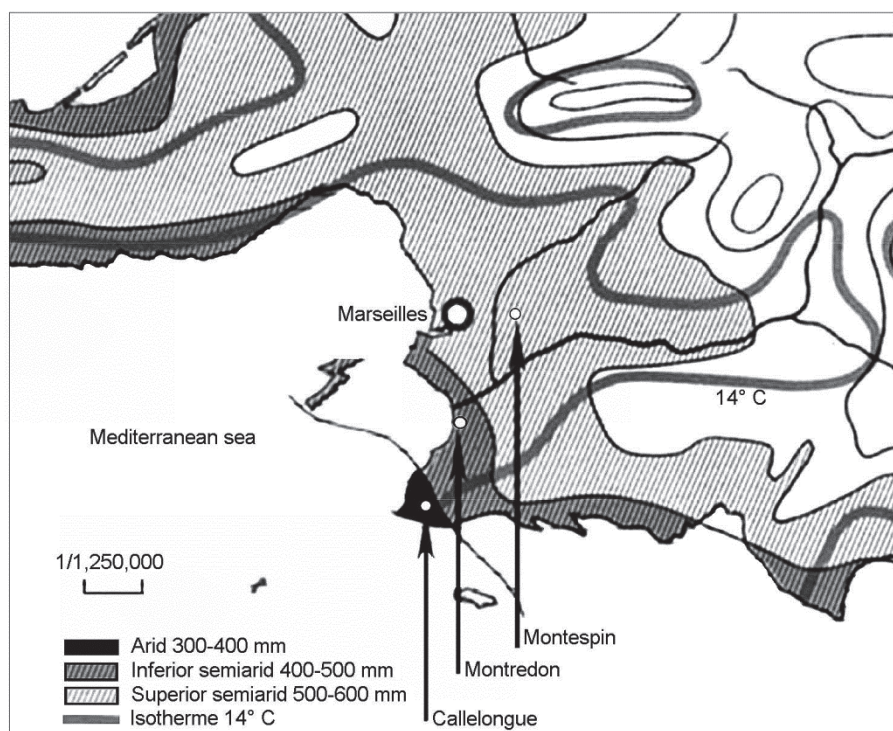 Marseilles
14° C
Mediterranean sea
1/1,250,000
Montespin
Arid 300-400 mm
Inferior semiarid 400-500 mm
Montredon
Superior semiarid 500-600 mm
Isotherme 14° C
Callelongue